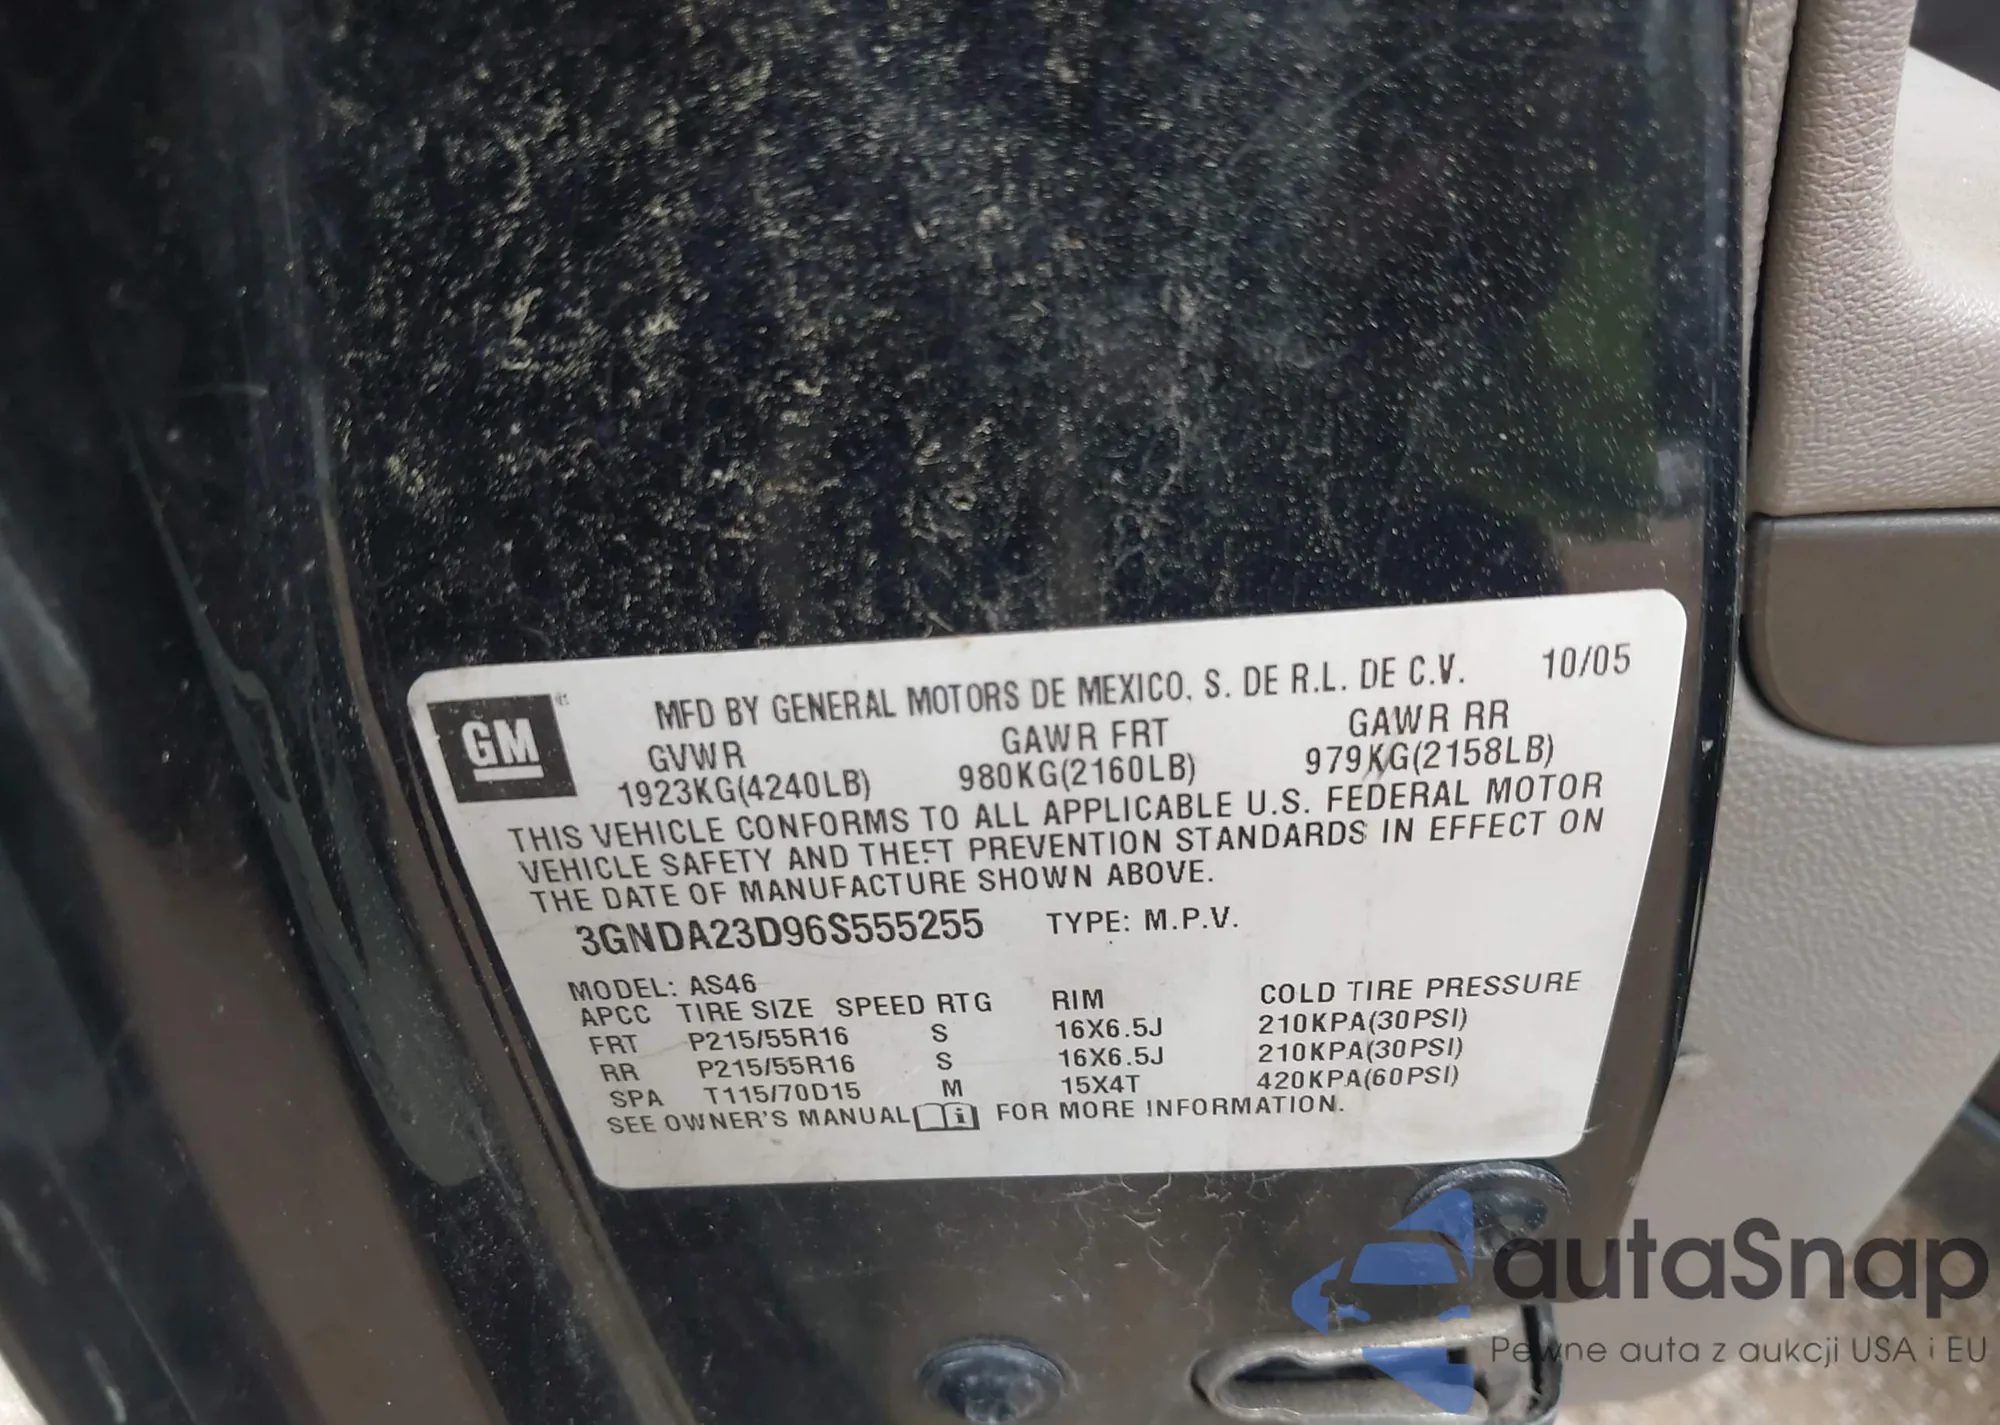 GM
MFD BY GENERAL MOTORS DE MEXICO, S. DE R.L. DE C.V. 10/05
GVWR GAWR FRT GAWR RR
1923KG(4240LB) 980KG(2160LB) 979KG(2158LB)
THIS VEHICLE CONFORMS TO ALL APPLICABLE U.S. FEDERAL MOTOR
VEHICLE SAFETY AND THEFT PREVENTION STANDARDS IN EFFECT ON
THE DATE OF MANUFACTURE SHOWN ABOVE.
3GNDA23D96S555255 TYPE: M.P.V.
MODEL: AS46
APCC TIRE SIZE SPEED RTG RIM COLD TIRE PRESSURE
FRT P215/55R16 S 16X6.5J 210KPA(30PSI)
RR P215/55R16 S 16X6.5J 210KPA(30PSI)
SPA T115/70D15 M 15X4T 420KPA(60PSI)
SEE OWNER'S MANUAL i FOR MORE INFORMATION.
autaSnap
Pewne auta z aukcji USA i EU